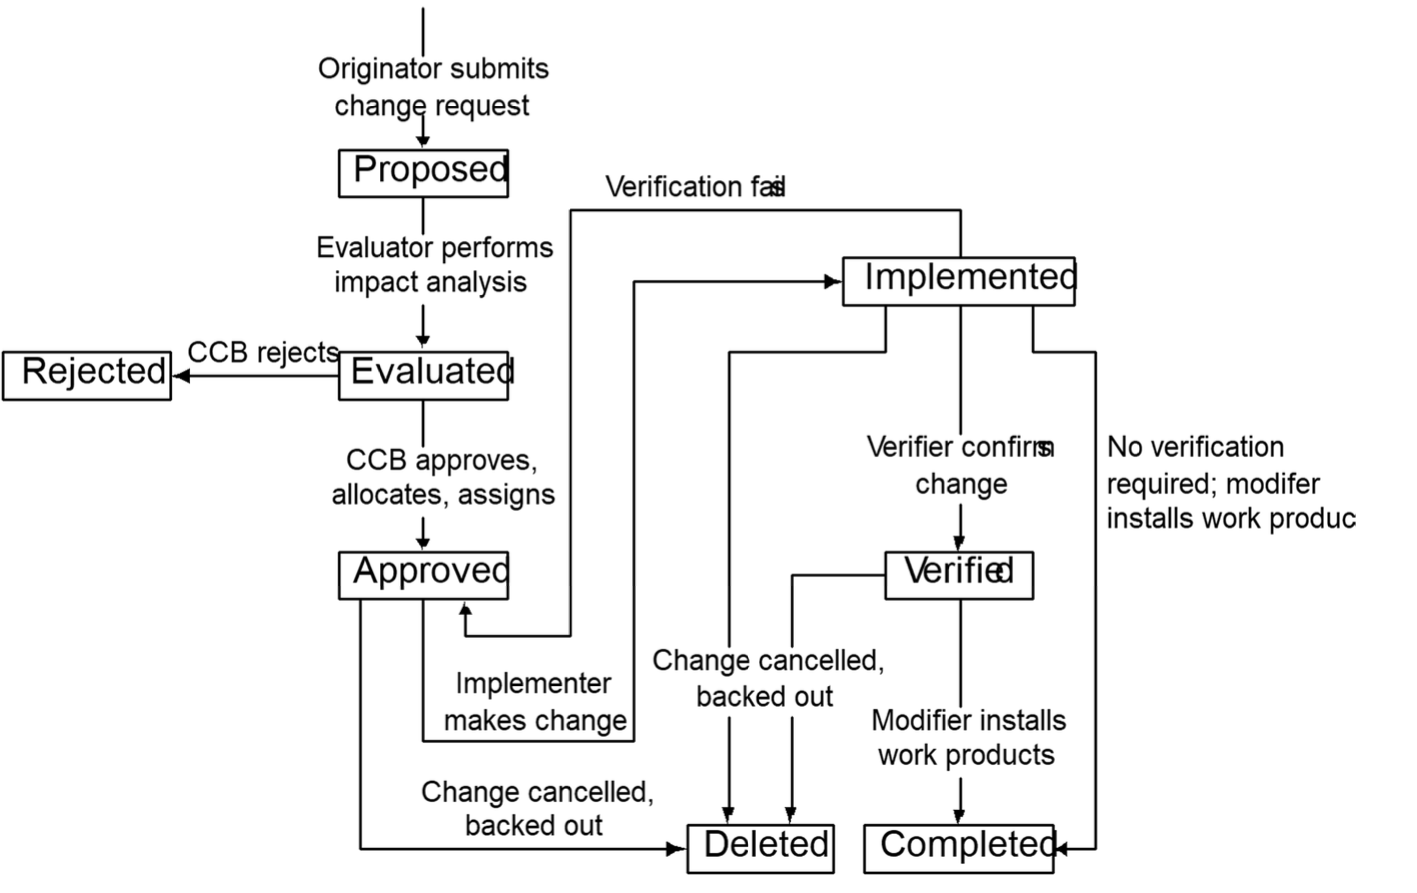 Originator submits
change request
Proposed
Verification fails
Evaluator performs
impact analysis
Implemented
CCB rejects
Rejected
Evaluated
CCB approves,
allocates, assigns
Verifier confirms
change
No verification
required; modifer
installs work produc
Approved
Verified
Change cancelled,
backed out
Implementer
makes change
Modifier installs
work products
Change cancelled,
backed out
Deleted
Completed